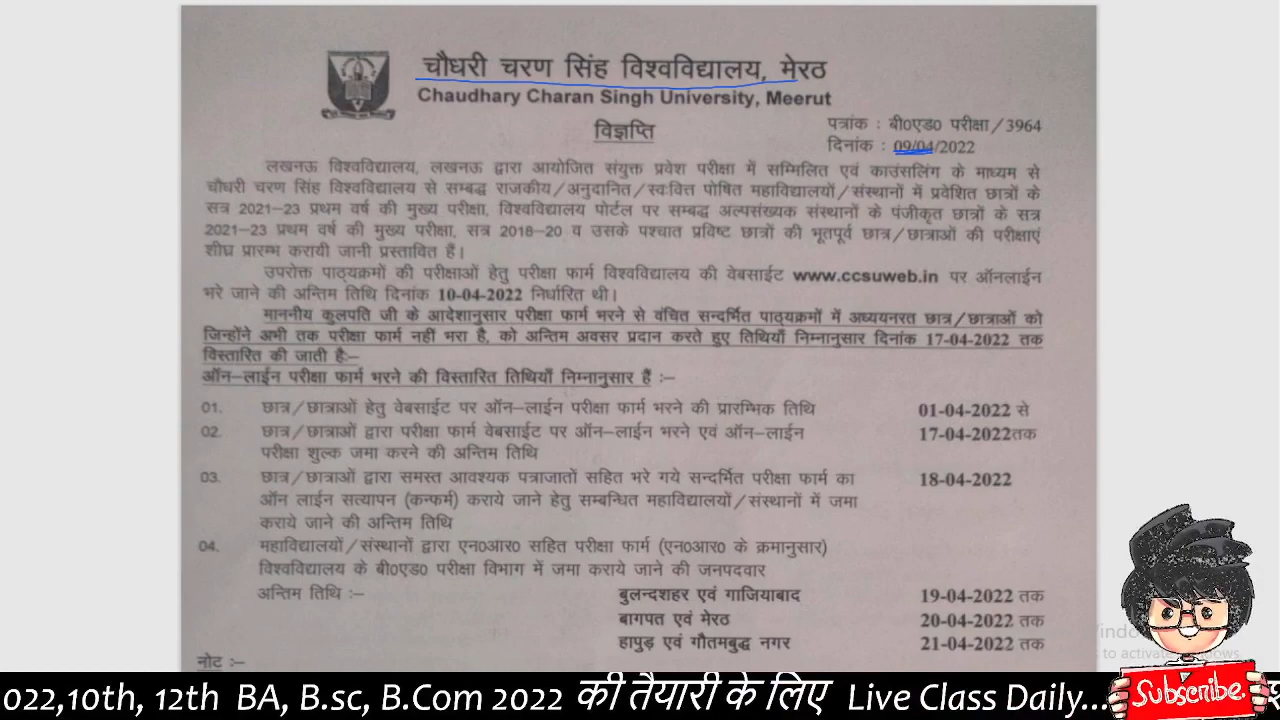 चौधरी चरण सिंह विश्वविद्यालय, मेरठ
Chaudhary Charan Singh University, Meerut
विज्ञप्ति
पत्रांक : बी0एड0 परीक्षा/3964
दिनांक : 09/04/2022
लखनऊ विश्वविद्यालय, लखनऊ द्वारा आयोजित संयुक्त प्रवेश परीक्षा में सम्मिलित एवं काउंसलिंग के माध्यम से
चौधरी चरण सिंह विश्वविद्यालय से सम्बद्ध राजकीय/अनुदानित/स्वःवित्त पोषित महाविद्यालयों/संस्थानों में प्रवेशित छात्रों के
सत्र 2021–23 प्रथम वर्ष की मुख्य परीक्षा, विश्वविद्यालय पोर्टल पर सम्बद्ध अल्पसंख्यक संस्थानों के पंजीकृत छात्रों के सत्र
2021–23 प्रथम वर्ष की मुख्य परीक्षा, सत्र 2018–20 व उसके पश्चात प्रविष्ट छात्रों की भूतपूर्व छात्र/छात्राओं की परीक्षाएं
शीघ्र प्रारम्भ करायी जानी प्रस्तावित हैं।
उपरोक्त पाठ्यक्रमों की परीक्षाओं हेतु परीक्षा फार्म विश्वविद्यालय की वेबसाईट www.ccsuweb.in पर ऑनलाईन
भरे जाने की अन्तिम तिथि दिनांक 10-04-2022 निर्धारित थी।
माननीय कुलपति जी के आदेशानुसार परीक्षा फार्म भरने से वंचित सन्दर्भित पाठ्यक्रमों में अध्ययनरत छात्र/छात्राओं को
जिन्होंने अभी तक परीक्षा फार्म नहीं भरा है, को अन्तिम अवसर प्रदान करते हुए तिथियाँ निम्नानुसार दिनांक 17-04-2022 तक
विस्तारित की जाती हैः–
ऑन–लाईन परीक्षा फार्म भरने की विस्तारित तिथियाँ निम्नानुसार हैं :–
01. छात्र/छात्राओं हेतु वेबसाईट पर ऑन–लाईन परीक्षा फार्म भरने की प्रारम्भिक तिथि 01-04-2022 से
02. छात्र/छात्राओं द्वारा परीक्षा फार्म वेबसाईट पर ऑन–लाईन भरने एवं ऑन–लाईन 17-04-2022तक
परीक्षा शुल्क जमा करने की अन्तिम तिथि
03. छात्र/छात्राओं द्वारा समस्त आवश्यक पत्राजातों सहित भरे गये सन्दर्भित परीक्षा फार्म का 18-04-2022
ऑन लाईन सत्यापन (कन्फर्म) कराये जाने हेतु सम्बन्धित महाविद्यालयों/संस्थानों में जमा
कराये जाने की अन्तिम तिथि
04. महाविद्यालयों/संस्थानों द्वारा एन0आर0 सहित परीक्षा फार्म (एन0आर0 के क्रमानुसार)
विश्वविद्यालय के बी0एड0 परीक्षा विभाग में जमा कराये जाने की जनपदवार
अन्तिम तिथि :– बुलन्दशहर एवं गाजियाबाद 19-04-2022 तक
बागपत एवं मेरठ 20-04-2022 तक
हापुड़ एवं गौतमबुद्ध नगर 21-04-2022 तक
नोट :–
022,10th, 12th BA, B.sc, B.Com 2022 की तैयारी के लिए Live Class Daily...
Subscribe